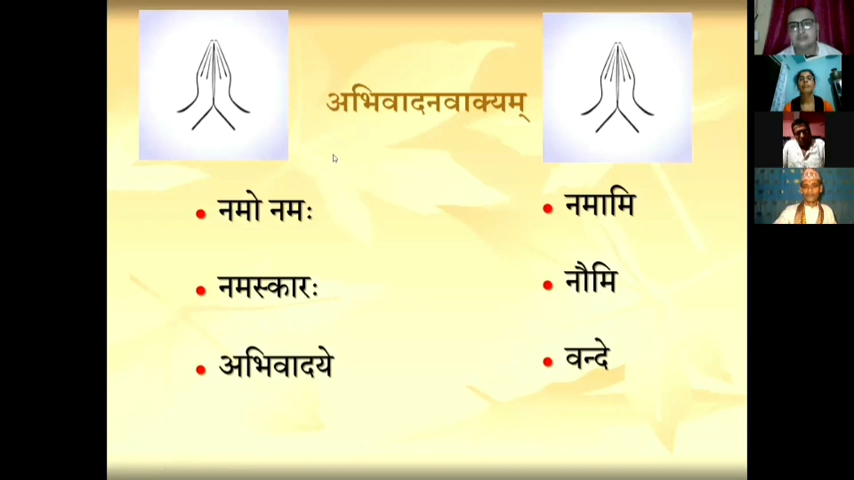 अभिवादनवाक्यम्
नमो नमः
नमस्कारः
अभिवादये
नमामि
नौमि
वन्दे